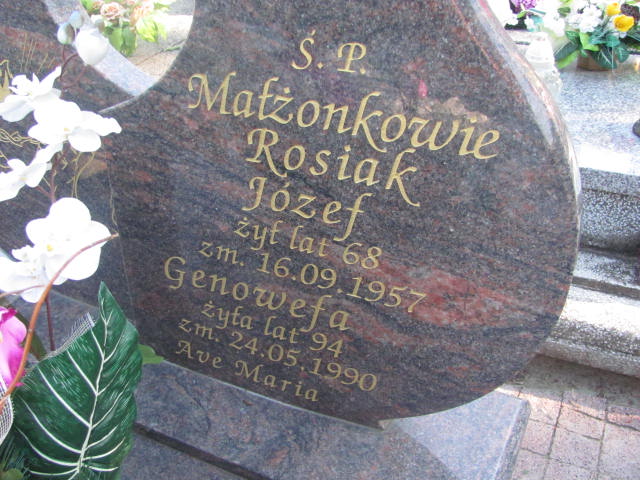 Ś. P.
Małżonkowie
Rosiak
Józef
żył lat 68
zm. 16.09.1957
Genowefa
żyła lat 94
zm. 24.05.1990
Ave Maria